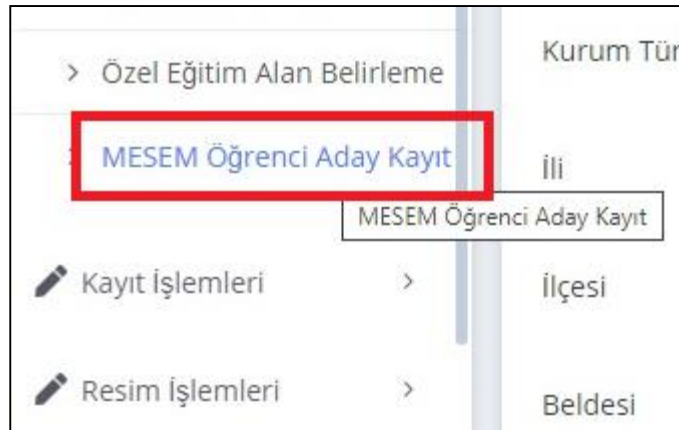 Özel Eğitim Alan Belirleme
MESEM Öğrenci Aday Kayıt
MESEM Öğrenci Aday Kayıt
Kayıt İşlemleri
Resim İşlemleri
Kurum Tür
İli
İlçesi
Beldesi